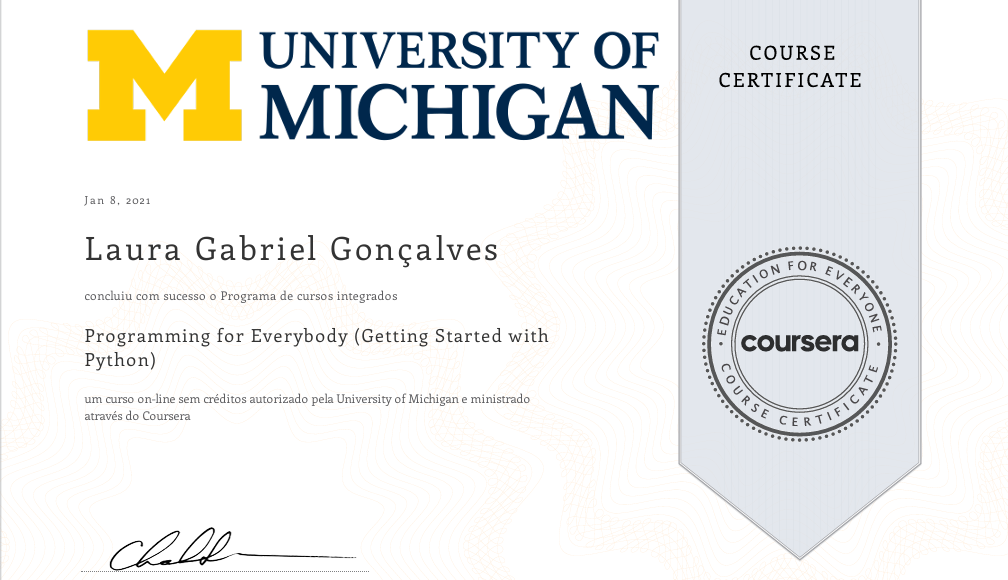 UNIVERSITY OF
MICHIGAN
COURSE
CERTIFICATE
Jan 8, 2021
Laura Gabriel Gonçalves
concluiu com sucesso o Programa de cursos integrados
Programming for Everybody (Getting Started with
Python)
um curso on-line sem créditos autorizado pela University of Michigan e ministrado
através do Coursera
EDUCATION FOR EVERYONE
coursera
COURSE CERTIFICATE